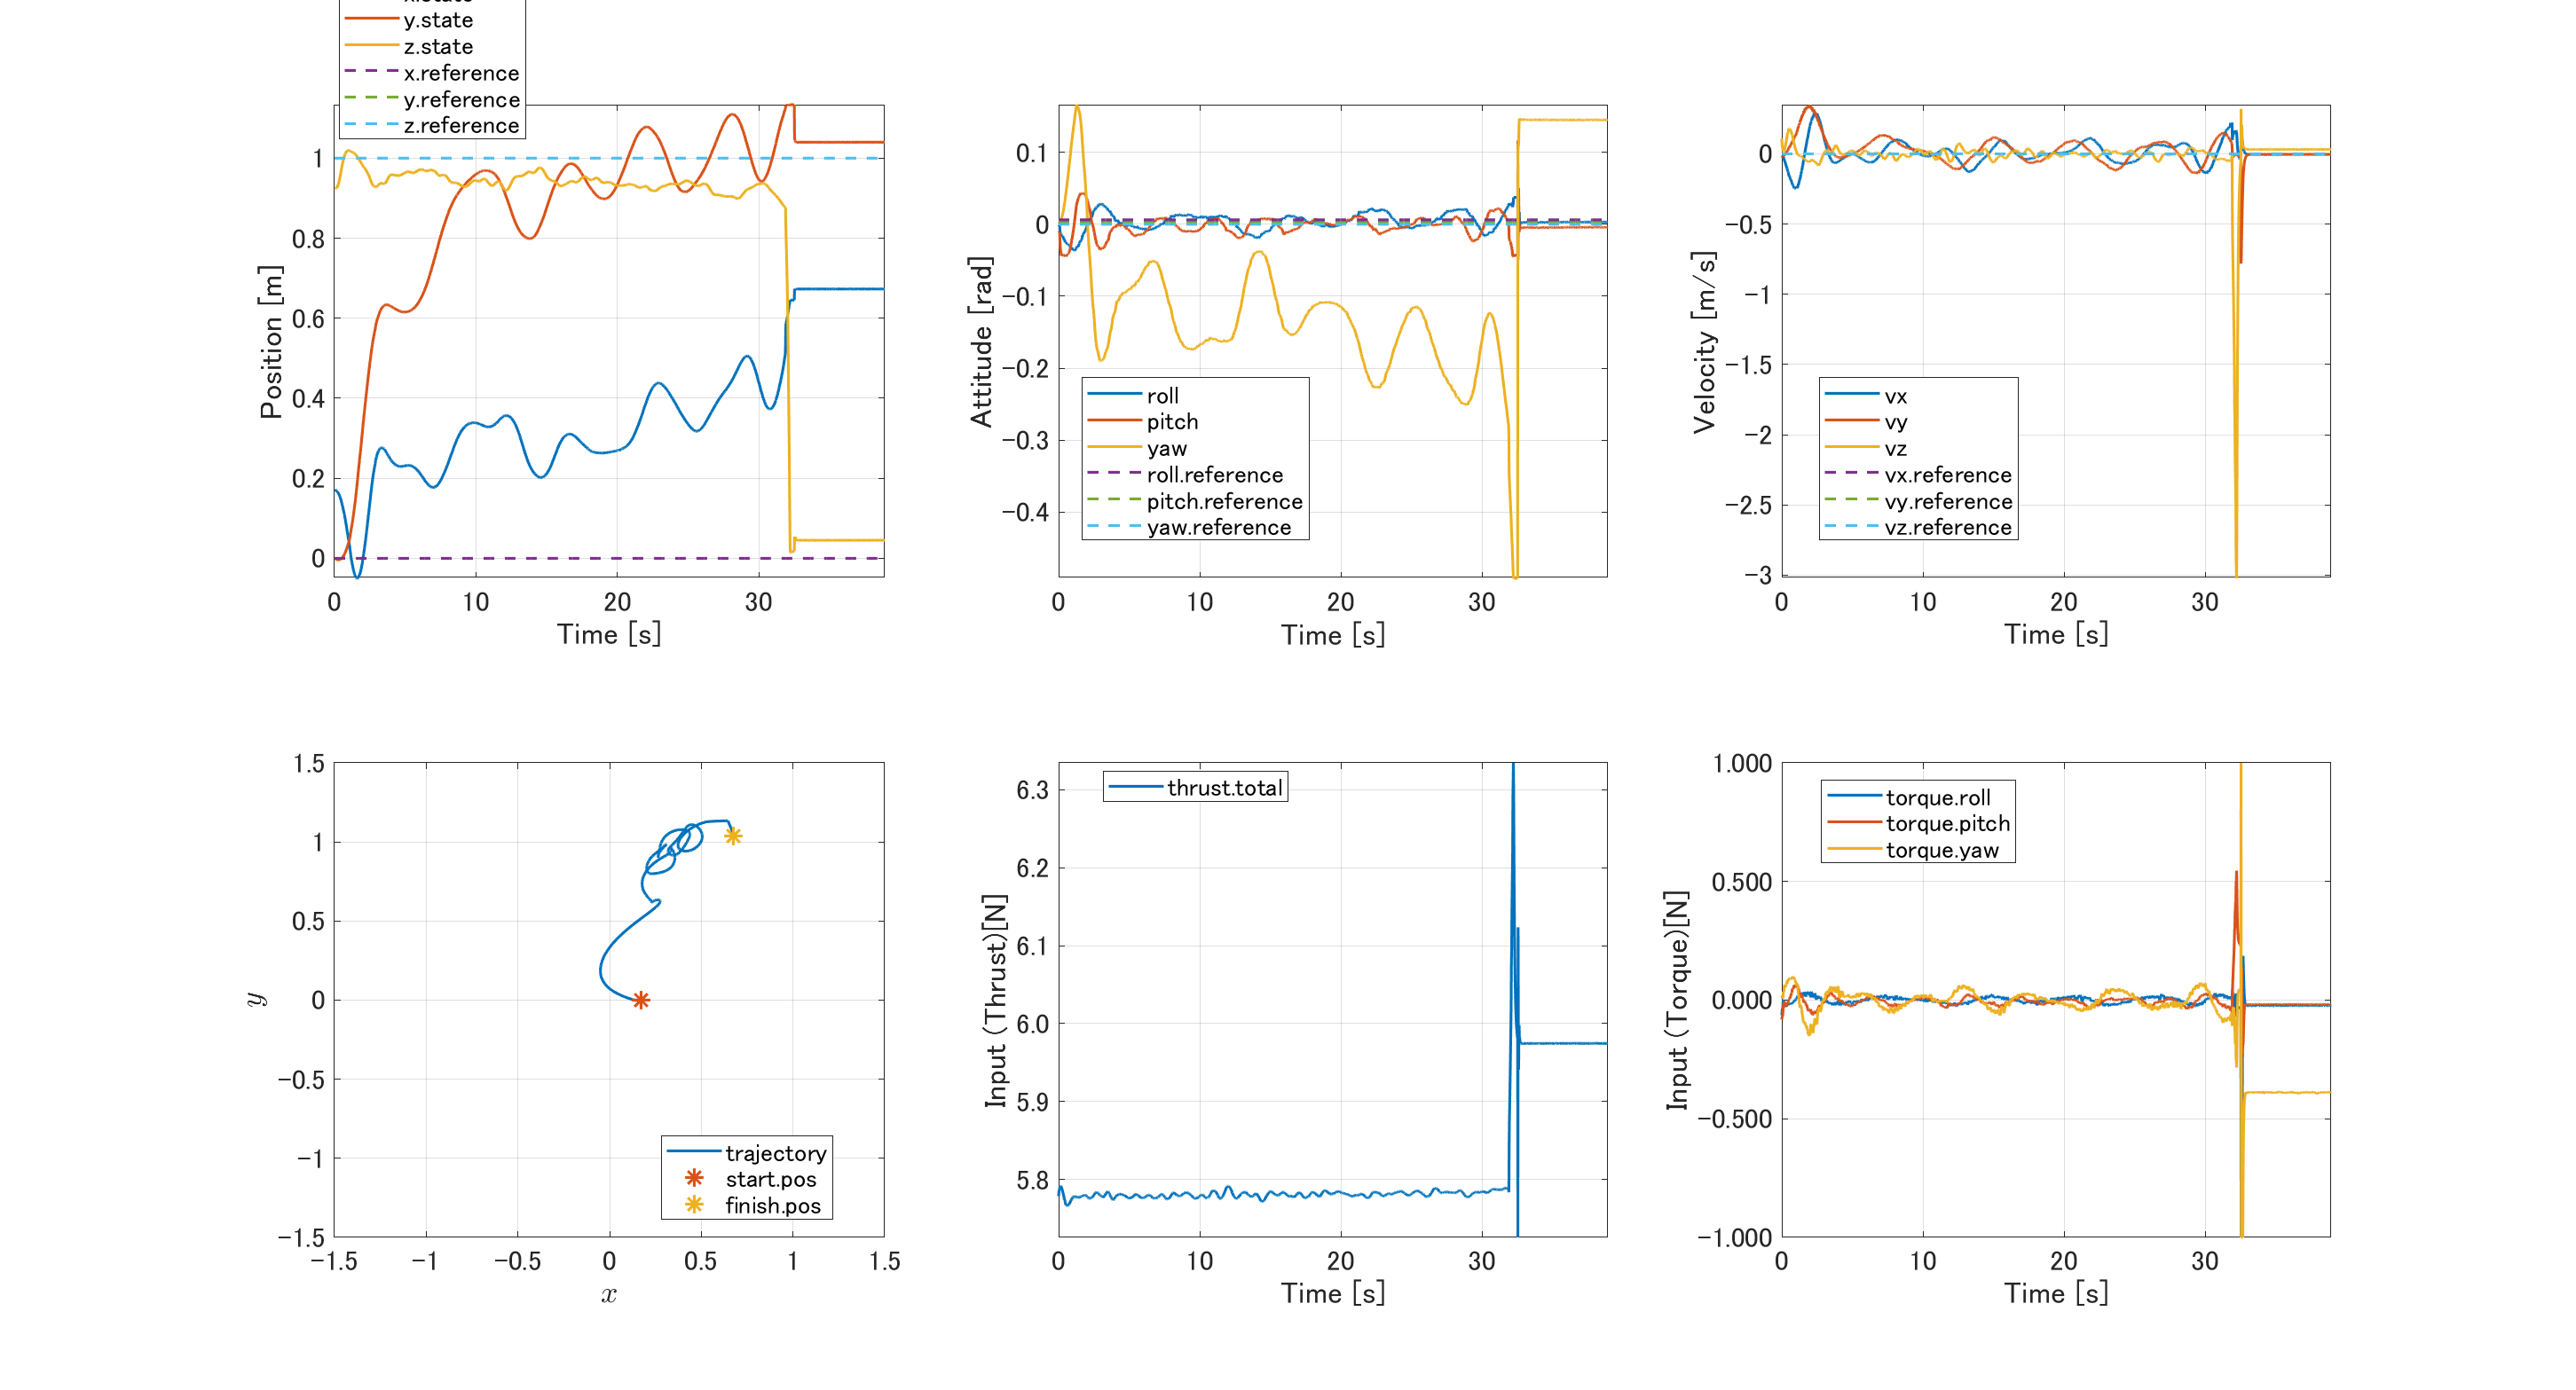 x.state
y.state
z.state
x.reference
y.reference
z.reference
1
0.8
0.6
0.4
0.2
0
Position [m]
0 10 20 30
Time [s]
0.1
0
−0.1
−0.2
−0.3
−0.4
Attitude [rad]
roll
pitch
yaw
roll.reference
pitch.reference
yaw.reference
0 10 20 30
Time [s]
0
−0.5
−1
−1.5
−2
−2.5
−3
Velocity [m/s]
vx
vy
vz
vx.reference
vy.reference
vz.reference
0 10 20 30
Time [s]
1.5
1
0.5
0
−0.5
−1
−1.5
y
trajectory
start.pos
finish.pos
−1.5 −1 −0.5 0 0.5 1 1.5
x
thrust.total
6.3
6.2
6.1
6.0
5.9
5.8
Input (Thrust)[N]
0 10 20 30
Time [s]
1.000
0.500
0.000
−0.500
−1.000
Input (Torque)[N]
torque.roll
torque.pitch
torque.yaw
0 10 20 30
Time [s]